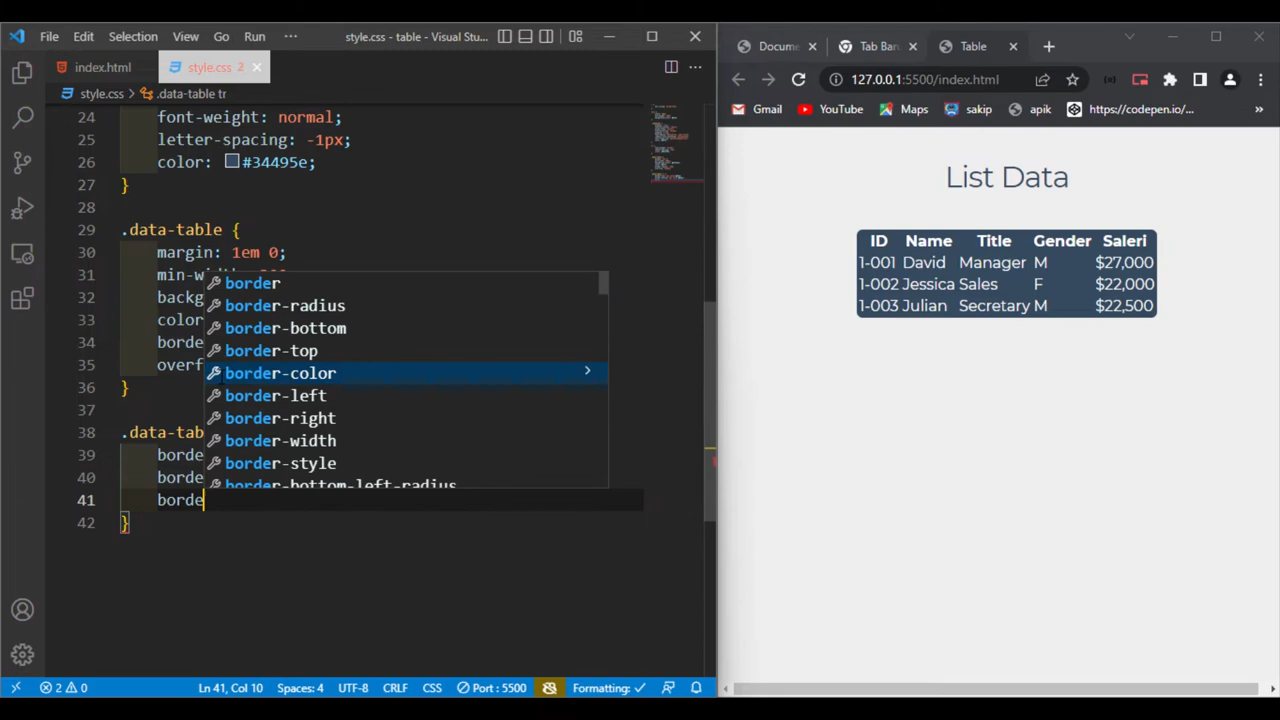 File Edit Selection View Go Run ··· style.css - table - Visual Stu...
index.html style.css 2
style.css > .data-table tr
24 font-weight: normal;
25 letter-spacing: -1px;
26 color: #34495e;
27 }
28
29 .data-table {
30 margin: 1em 0;
31 min-w
32 backg
33 color
34 borde
35 overf
36 }
37
38 .data-tab
39 borde
40 borde
41 borde
42 }
border
border-radius
border-bottom
border-top
border-color
border-left
border-right
border-width
border-style
border-bottom-left-radius
2 0 Ln 41, Col 10 Spaces: 4 UTF-8 CRLF CSS Port : 5500 Formatting: ✓
Docume Tab Ban Table
127.0.0.1:5500/index.html
Gmail YouTube Maps sakip apik https://codepen.io/... »
List Data
ID Name Title Gender Saleri
1-001 David Manager M $27,000
1-002 Jessica Sales F $22,000
1-003 Julian Secretary M $22,500